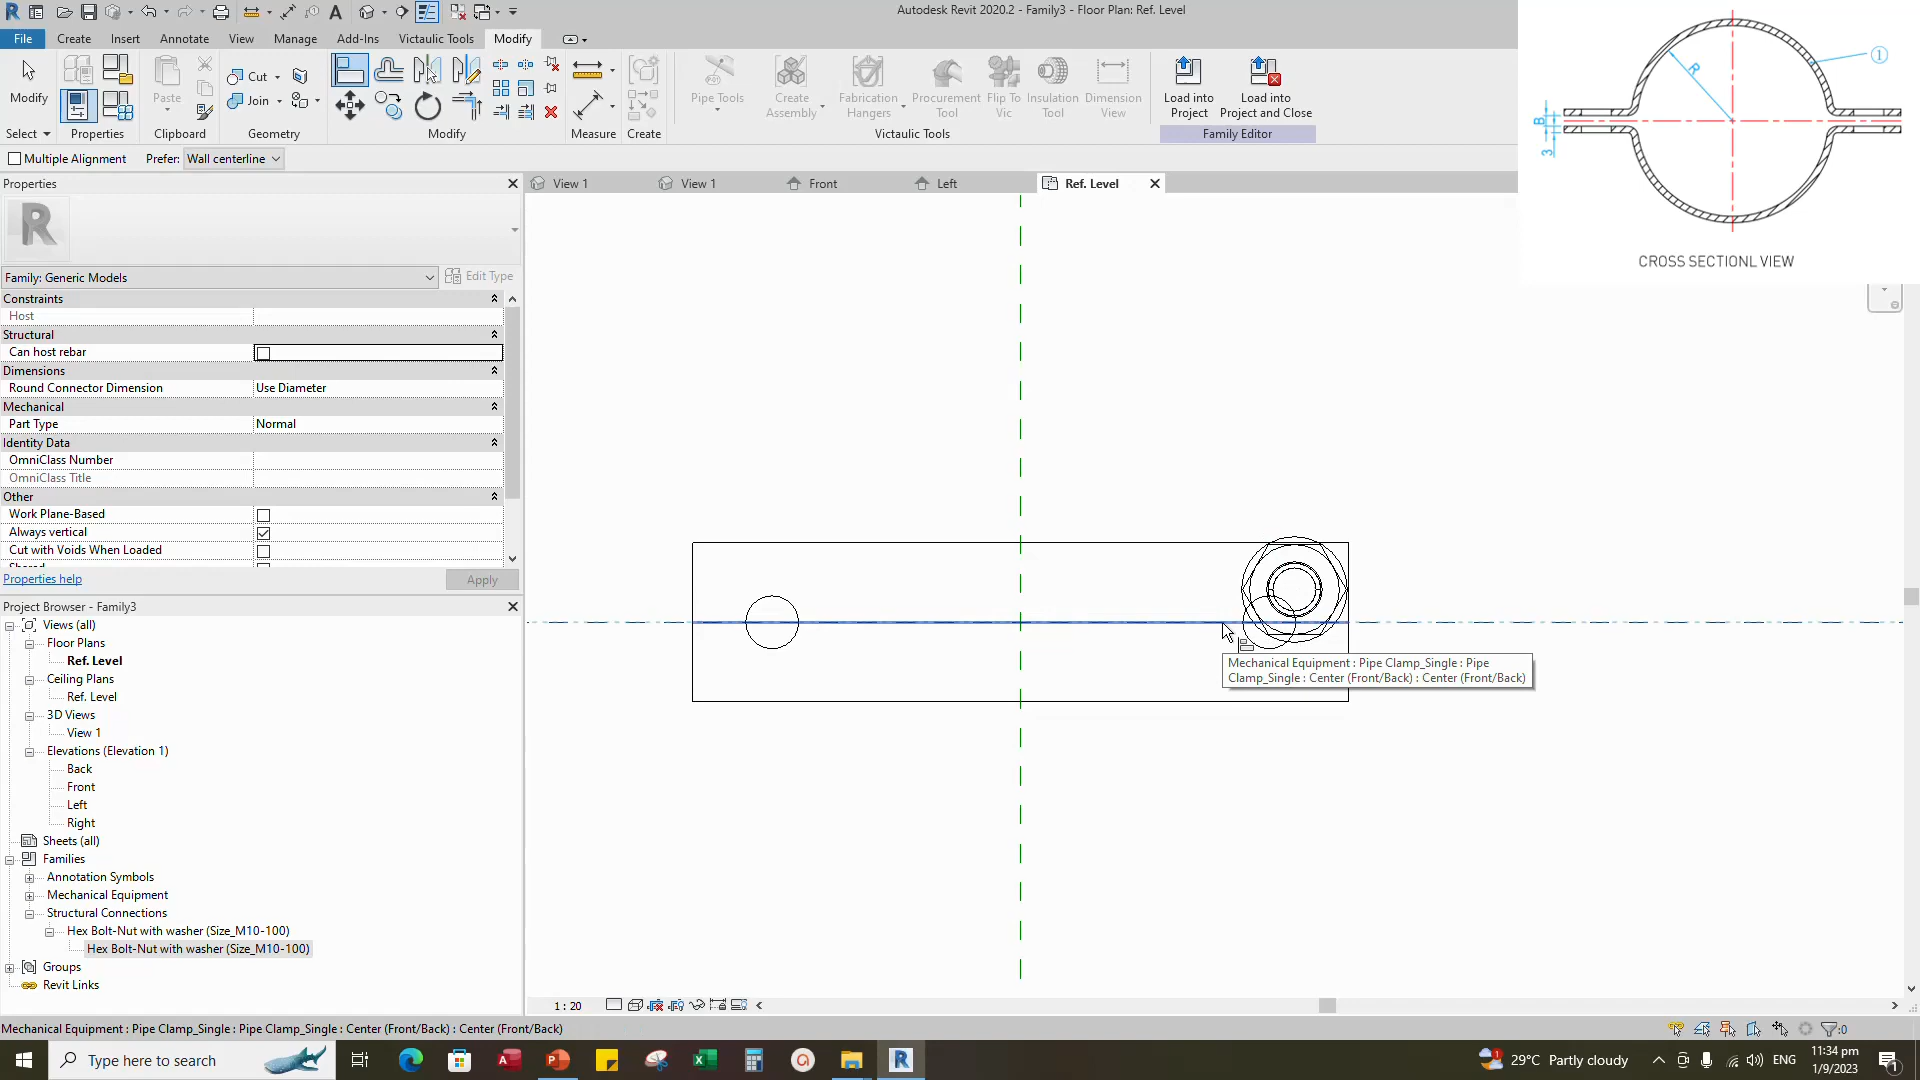 Autodesk Revit 2020.2 - Family3 - Floor Plan: Ref. Level
File
Create
Insert
Annotate
View
Manage
Add-Ins
Victaulic Tools
Modify
Modify
Paste
Cut
Join
Pipe Tools
Create
Assembly
Fabrication
Hangers
Procurement
Tool
Flip To
Vic
Insulation
Tool
Dimension
View
Load into
Project
Load into
Project and Close
Select
Properties
Clipboard
Geometry
Modify
Measure
Create
Victaulic Tools
Family Editor
Multiple Alignment
Prefer:
Wall centerline
R
1
B
3
CROSS SECTIONL VIEW
Properties
View 1
View 1
Front
Left
Ref. Level
Family: Generic Models
Edit Type
Constraints
Host
Structural
Can host rebar
Dimensions
Round Connector Dimension
Use Diameter
Mechanical
Part Type
Normal
Identity Data
OmniClass Number
OmniClass Title
Other
Work Plane-Based
Always vertical
Cut with Voids When Loaded
Shared
Properties help
Apply
Project Browser - Family3
Views (all)
Floor Plans
Ref. Level
Ceiling Plans
Ref. Level
3D Views
View 1
Elevations (Elevation 1)
Back
Front
Left
Right
Sheets (all)
Families
Annotation Symbols
Mechanical Equipment
Structural Connections
Hex Bolt-Nut with washer (Size_M10-100)
Hex Bolt-Nut with washer (Size_M10-100)
Groups
Revit Links
Mechanical Equipment : Pipe Clamp_Single : Pipe
Clamp_Single : Center (Front/Back) : Center (Front/Back)
1 : 20
Mechanical Equipment : Pipe Clamp_Single : Pipe Clamp_Single : Center (Front/Back) : Center (Front/Back)
:0
Type here to search
29°C Partly cloudy
ENG
11:34 pm
1/9/2023
1